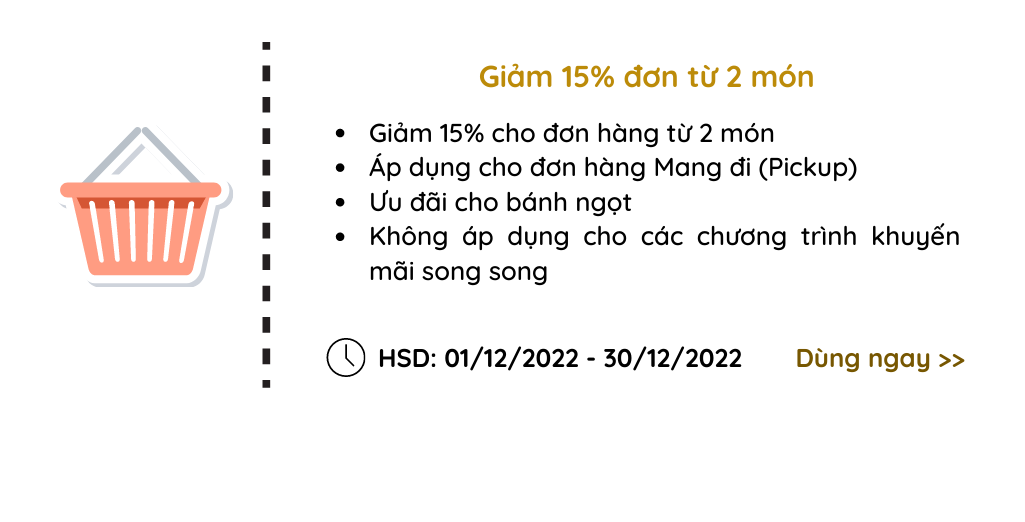 Giảm 15% đơn từ 2 món
• Giảm 15% cho đơn hàng từ 2 món
• Áp dụng cho đơn hàng Mang đi (Pickup)
• Ưu đãi cho bánh ngọt
• Không áp dụng cho các chương trình khuyến
mãi song song
HSD: 01/12/2022 - 30/12/2022
Dùng ngay >>